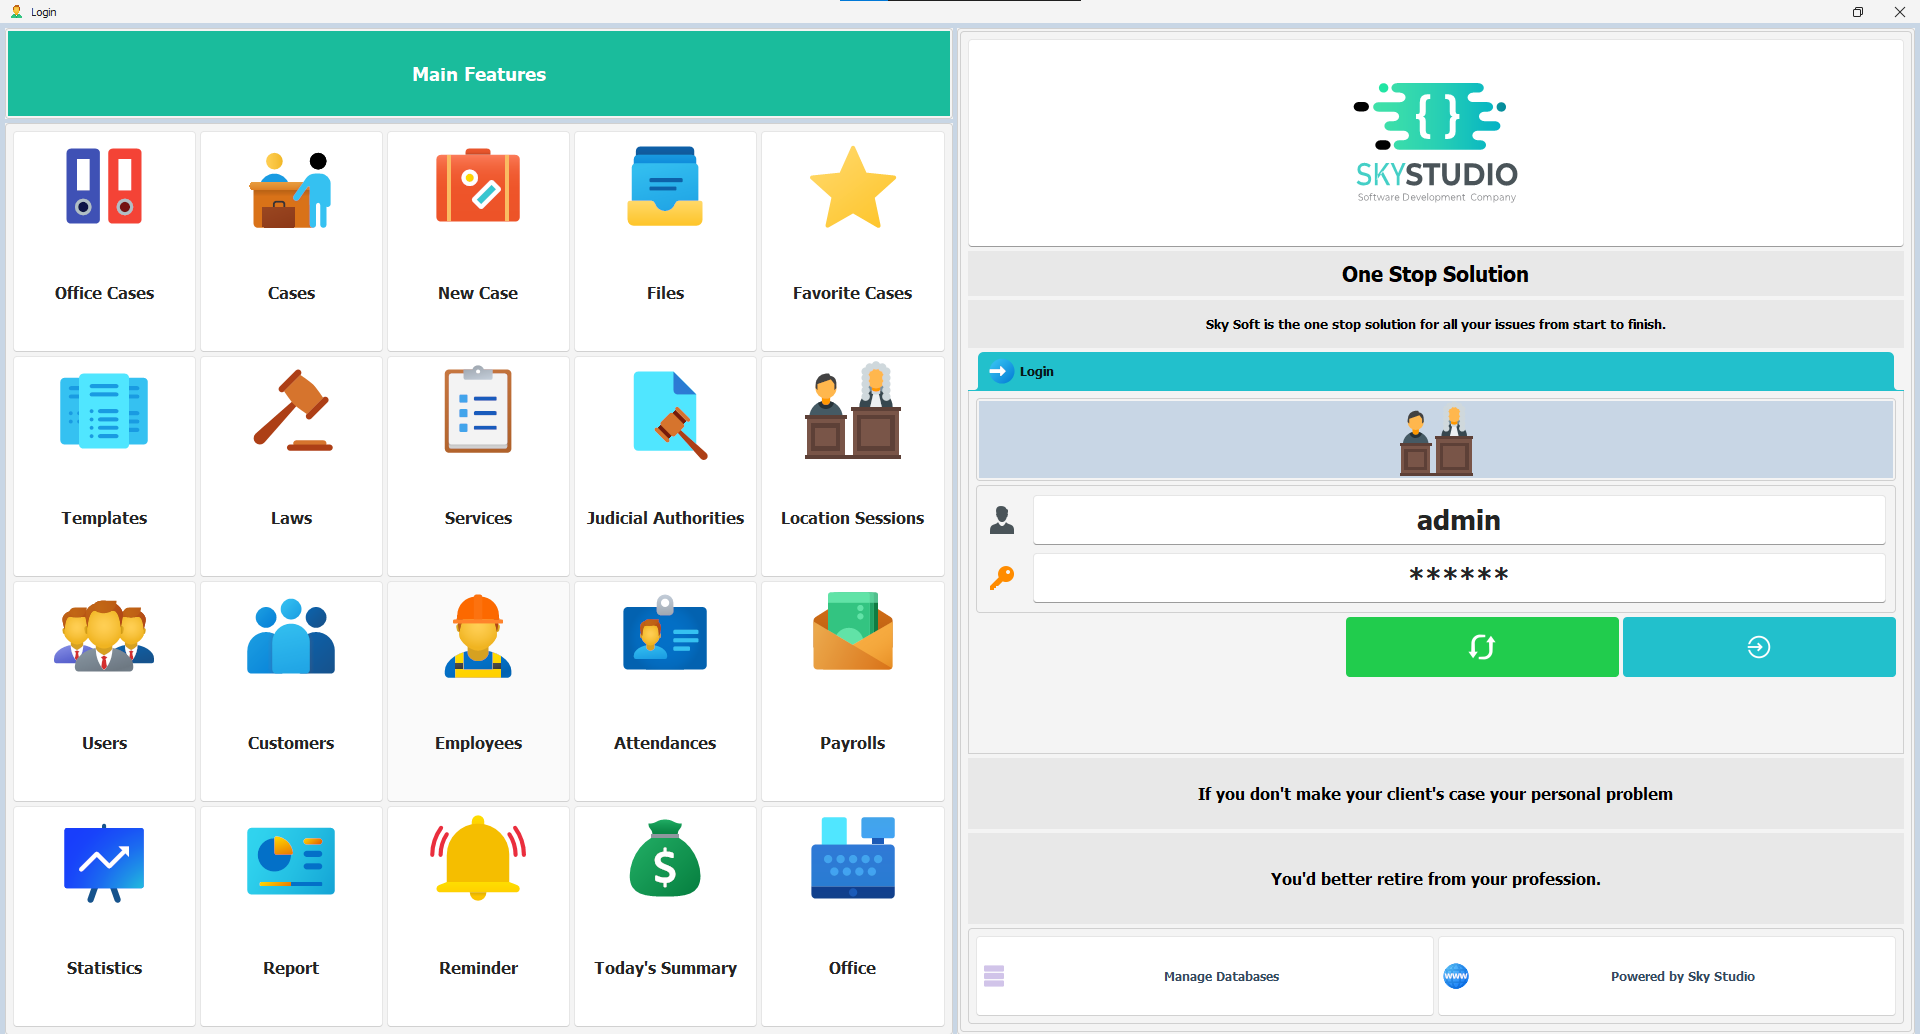 Login
Main Features
Office Cases
Cases
New Case
Files
Favorite Cases
Templates
Laws
Services
Judicial Authorities
Location Sessions
Users
Customers
Employees
Attendances
Payrolls
Statistics
Report
Reminder
$
Today's Summary
Office
{ }
SKYSTUDIO
Software Development Company
One Stop Solution
Sky Soft is the one stop solution for all your issues from start to finish.
Login
admin
******
If you don't make your client's case your personal problem
You'd better retire from your profession.
Manage Databases
www
Powered by Sky Studio